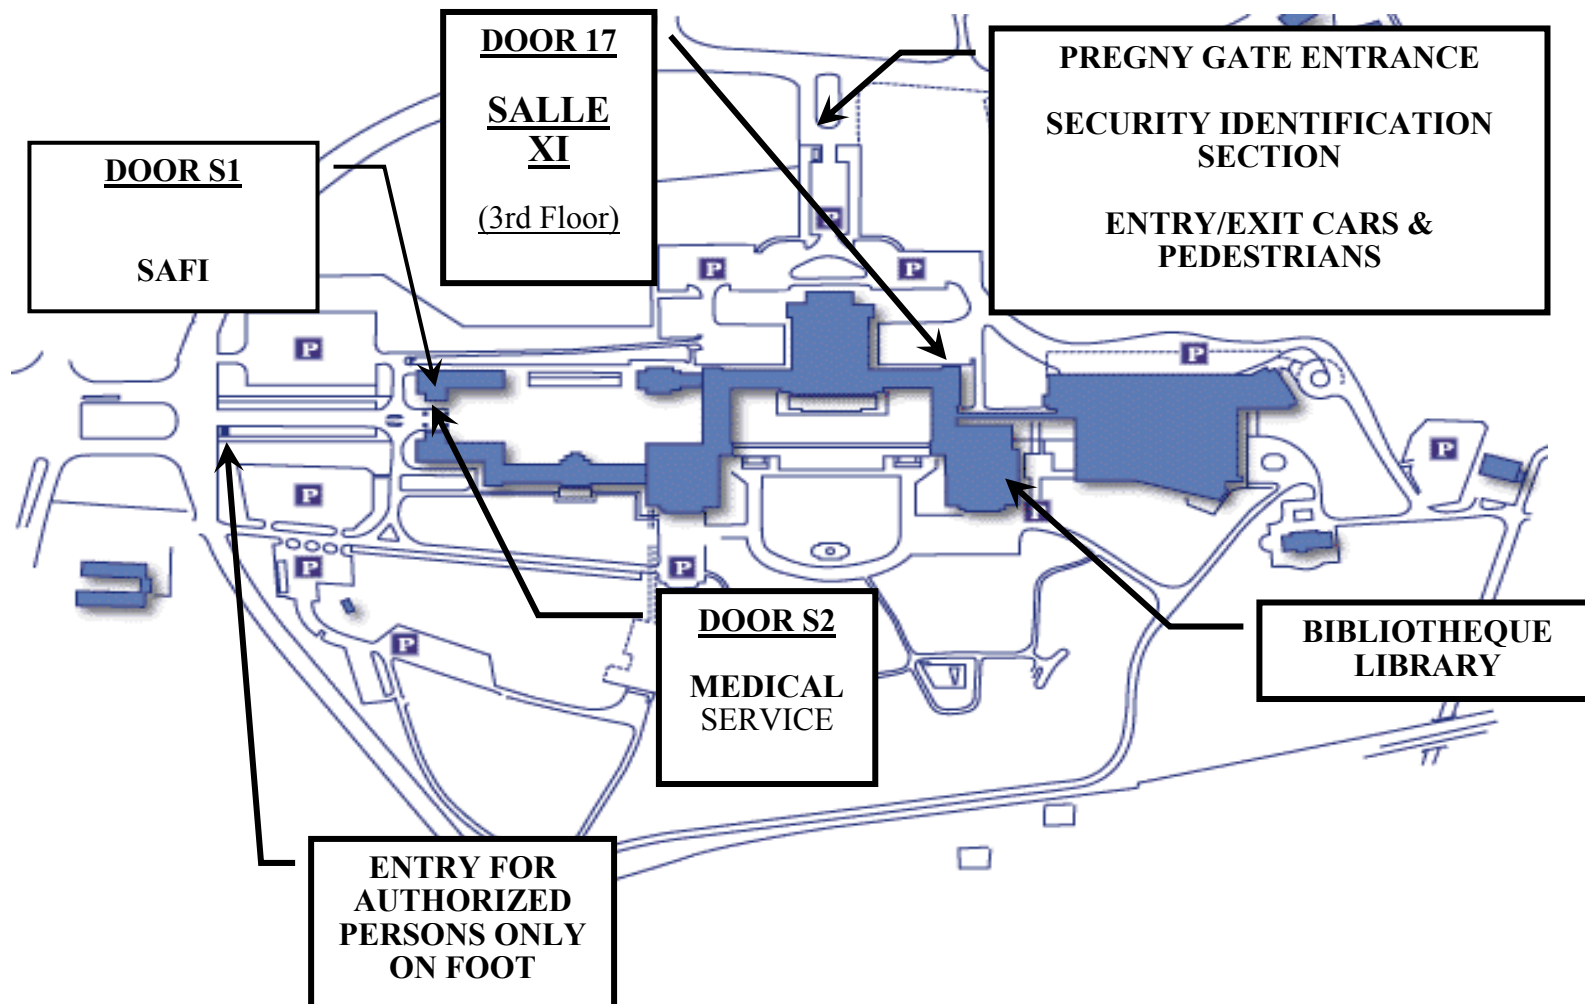 DOOR 17
SALLE
XI
(3rd Floor)
PREGNY GATE ENTRANCE
SECURITY IDENTIFICATION
SECTION
ENTRY/EXIT CARS &
PEDESTRIANS
DOOR S1
SAFI
P
P
P
P
P
P
P
P
P
P
P
DOOR S2
MEDICAL
SERVICE
BIBLIOTHEQUE
LIBRARY
ENTRY FOR
AUTHORIZED
PERSONS ONLY
ON FOOT